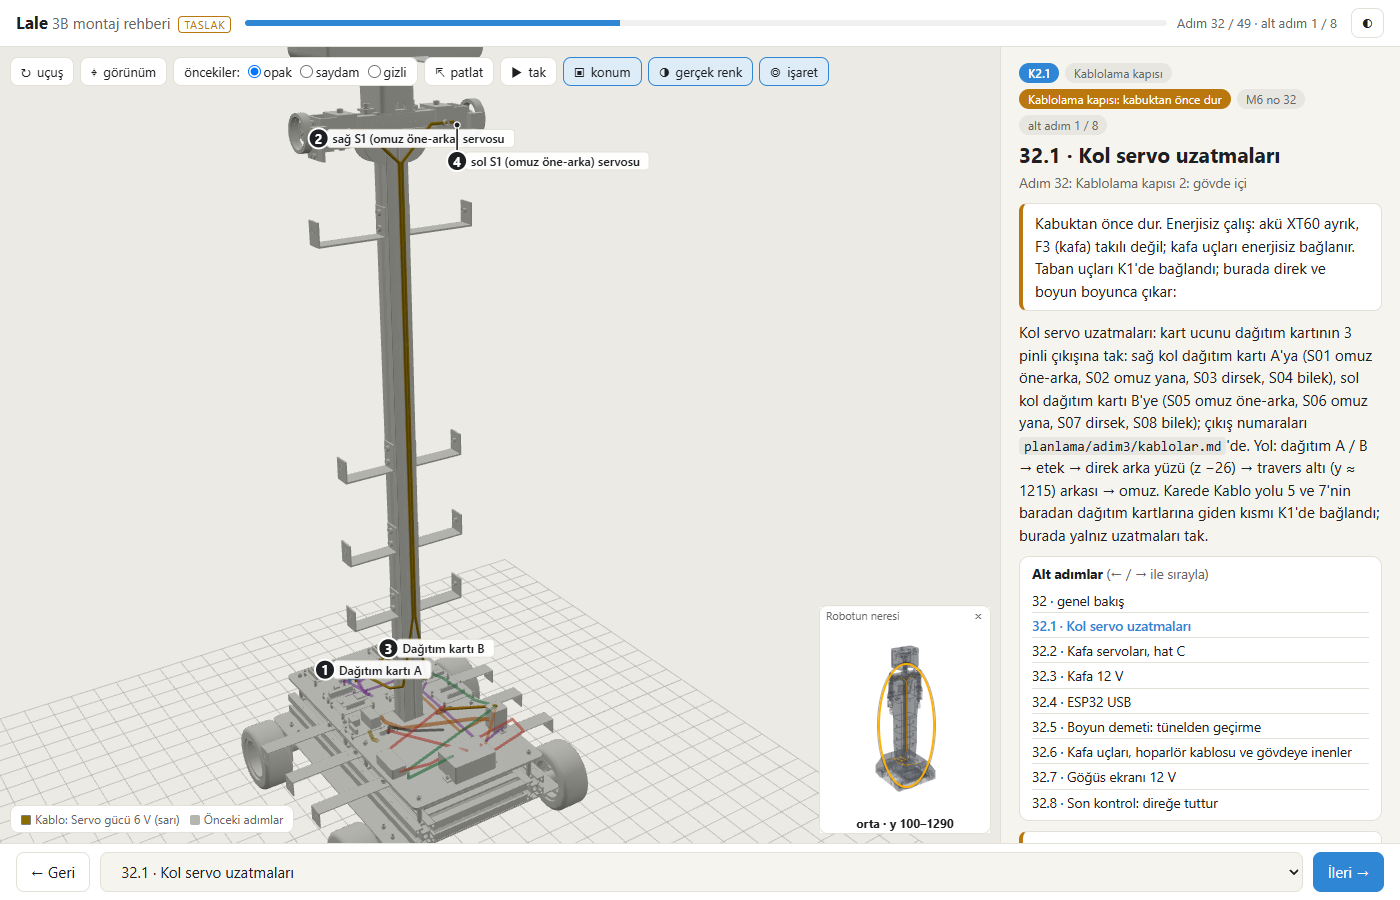 Lale 3B montaj rehberi TASLAK
Adım 32 / 49 · alt adım 1 / 8
↻ uçuş
⌖ görünüm
öncekiler: opak saydam gizli
↸ patlat
▶ tak
▣ konum
◑ gerçek renk
◎ işaret
2 sağ S1 (omuz öne-arka) servosu
4 sol S1 (omuz öne-arka) servosu
3 Dağıtım kartı B
1 Dağıtım kartı A
Robotun neresi ×
orta · y 100–1290
Kablo: Servo gücü 6 V (sarı) Önceki adımlar
K2.1 Kablolama kapısı
Kablolama kapısı: kabuktan önce dur M6 no 32
alt adım 1 / 8
32.1 · Kol servo uzatmaları
Adım 32: Kablolama kapısı 2: gövde içi
Kabuktan önce dur. Enerjisiz çalış: akü XT60 ayrık,
F3 (kafa) takılı değil; kafa uçları enerjisiz bağlanır.
Taban uçları K1'de bağlandı; burada direk ve
boyun boyunca çıkar:
Kol servo uzatmaları: kart ucunu dağıtım kartının 3
pinli çıkışına tak: sağ kol dağıtım kartı A'ya (S01 omuz
öne-arka, S02 omuz yana, S03 dirsek, S04 bilek), sol
kol dağıtım kartı B'ye (S05 omuz öne-arka, S06 omuz
yana, S07 dirsek, S08 bilek); çıkış numaraları
planlama/adim3/kablolar.md 'de. Yol: dağıtım A / B
→ etek → direk arka yüzü (z −26) → travers altı (y ≈
1215) arkası → omuz. Karede Kablo yolu 5 ve 7'nin
baradan dağıtım kartlarına giden kısmı K1'de bağlandı;
burada yalnız uzatmaları tak.
Alt adımlar (← / → ile sırayla)
32 · genel bakış
32.1 · Kol servo uzatmaları
32.2 · Kafa servoları, hat C
32.3 · Kafa 12 V
32.4 · ESP32 USB
32.5 · Boyun demeti: tünelden geçirme
32.6 · Kafa uçları, hoparlör kablosu ve gövdeye inenler
32.7 · Göğüs ekranı 12 V
32.8 · Son kontrol: direğe tuttur
← Geri
32.1 · Kol servo uzatmaları
İleri →